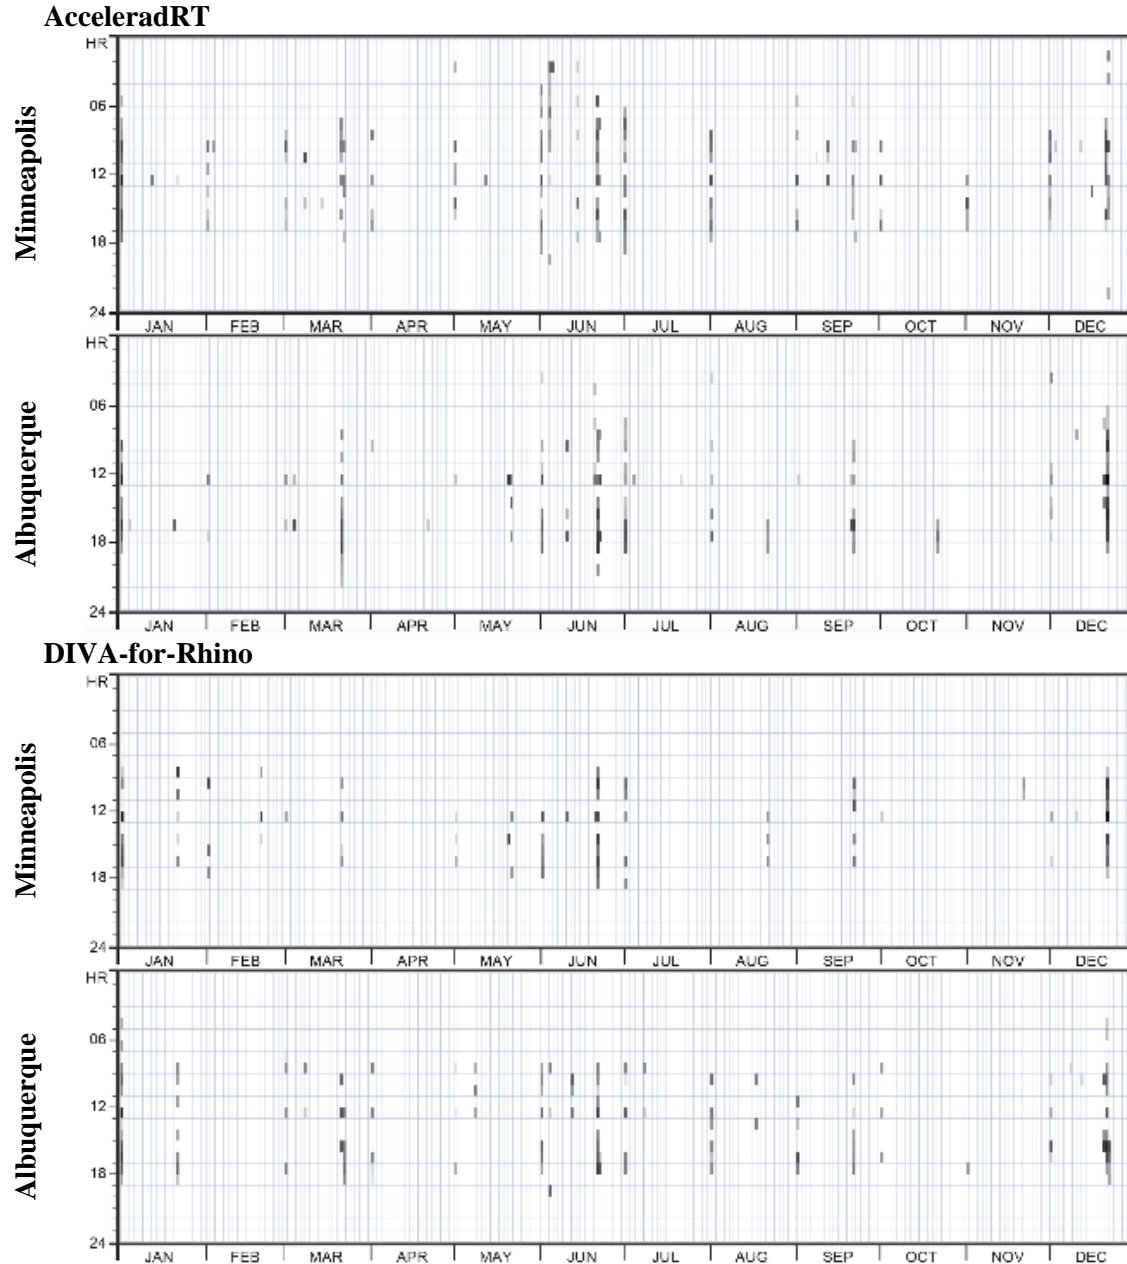 AcceleradRT
Minneapolis
HR
06
12
18
24
JAN FEB MAR APR MAY JUN JUL AUG SEP OCT NOV DEC
Albuquerque
HR
06
12
18
24
JAN FEB MAR APR MAY JUN JUL AUG SEP OCT NOV DEC
DIVA-for-Rhino
Minneapolis
HR
06
12
18
24
JAN FEB MAR APR MAY JUN JUL AUG SEP OCT NOV DEC
Albuquerque
HR
06
12
18
24
JAN FEB MAR APR MAY JUN JUL AUG SEP OCT NOV DEC